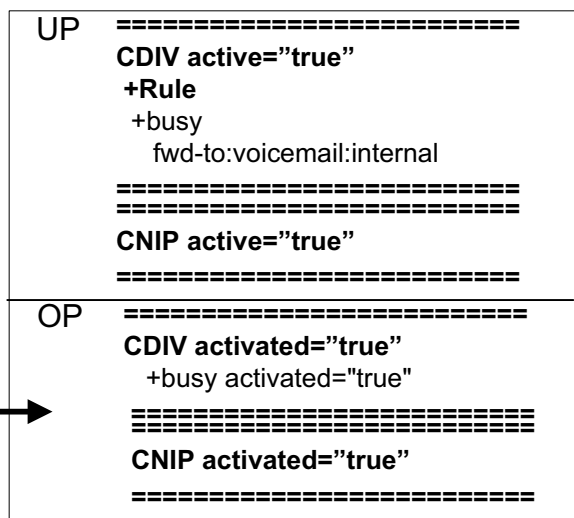 UP ==========================
CDIV active=”true”
+Rule
+busy
fwd-to:voicemail:internal
==========================
==========================
CNIP active=”true”
==========================
OP ==========================
CDIV activated=”true”
+busy activated="true"
==========================
==========================
CNIP activated=”true”
==========================